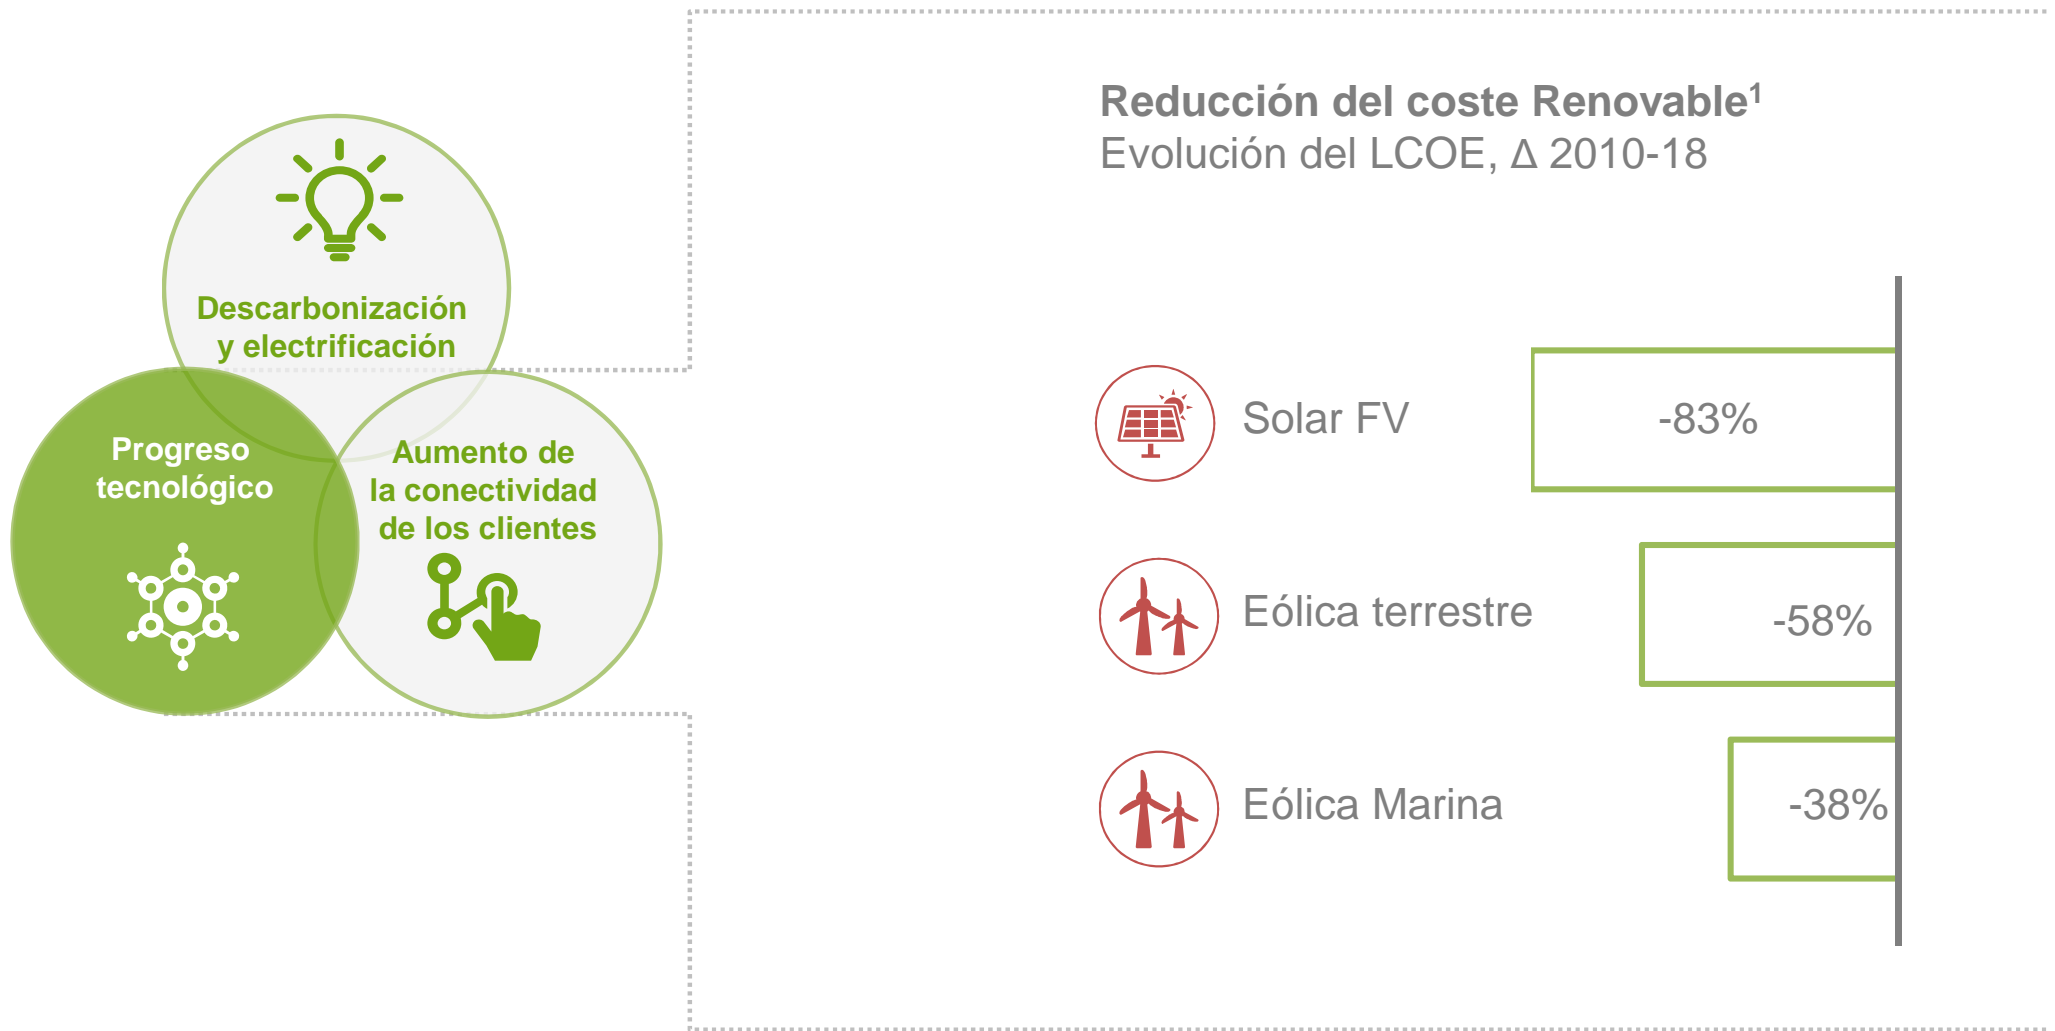 Descarbonización
y electrificación
Progreso
tecnológico
Aumento de
la conectividad
de los clientes
Reducción del coste Renovable¹
Evolución del LCOE, Δ 2010-18
Solar FV
-83%
Eólica terrestre
-58%
Eólica Marina
-38%